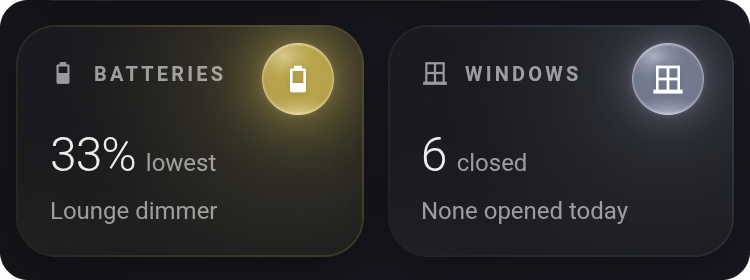 BATTERIES
33% lowest
Lounge dimmer
WINDOWS
6 closed
None opened today